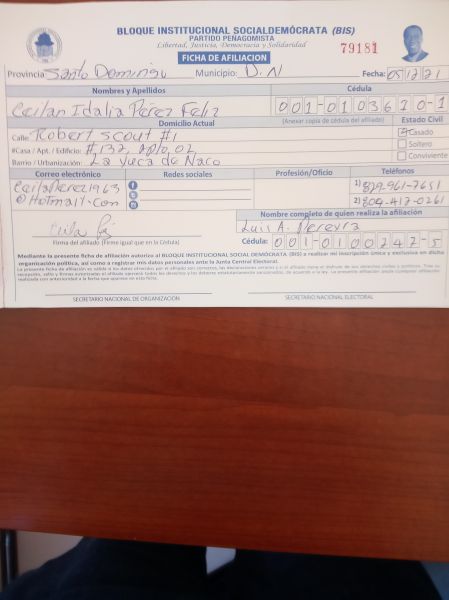 BLOQUE INSTITUCIONAL SOCIALDEMÓCRATA (BIS)
PARTIDO PEÑAGOMISTA
Libertad, Justicia, Democracia y Solidaridad
79181
FICHA DE AFILIACION
Provincia Santo Domingo Municipio: D.N Fecha: 05/12/21
Nombres y Apellidos Cédula
Ceilan Idalia Pérez Feliz 001-0103610-1
Domicilio Actual (Anexar copia de cédula del afiliado) Estado Civil
Calle: Robert scout #1 Casado
#Casa / Apt. / Edificio: #132, Apto, 02 Soltero
Barrio / Urbanización: La yuca de Naco Conviviente
Correo electrónico Redes sociales Profesión/Oficio Teléfonos
CeilaPerez1963 1) 829-961-7651
@Hotmail.com 2) 809-417-0261
Nombre completo de quien realiza la afiliación
Luis A. Pereyra
Firma del afiliado (Firme igual que en la Cédula) Cédula: 001-0100247-5
Mediante la presente ficha de afiliación autorizo al BLOQUE INSTITUCIONAL SOCIALDEMÓCRATA (BIS) a realizar mi inscripción única y exclusiva en dicha
organización política, así como a registrar mis datos personales ante la Junta Central Electoral.
SECRETARIO NACIONAL DE ORGANIZACIÓN SECRETARIO NACIONAL ELECTORAL